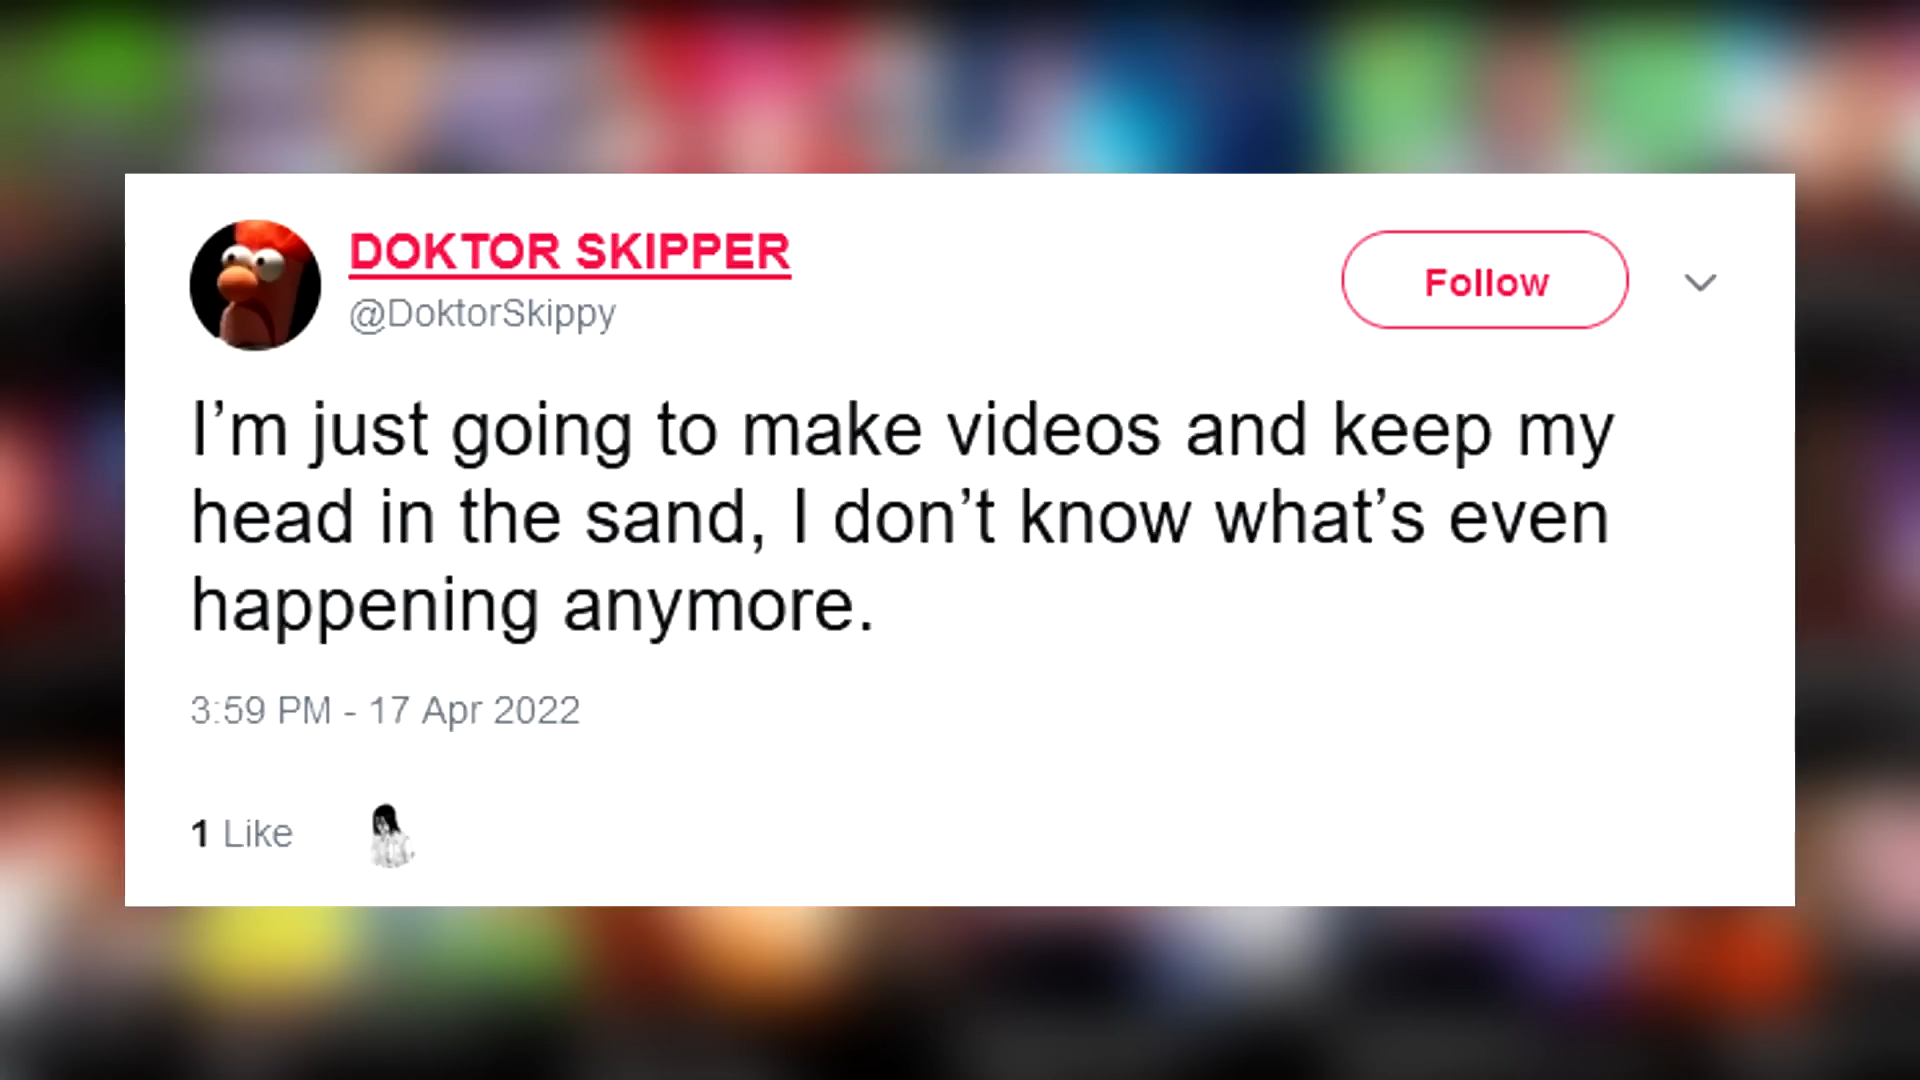 DOKTOR SKIPPER
@DoktorSkippy
Follow
I’m just going to make videos and keep my
head in the sand, I don’t know what’s even
happening anymore.
3:59 PM - 17 Apr 2022
1 Like